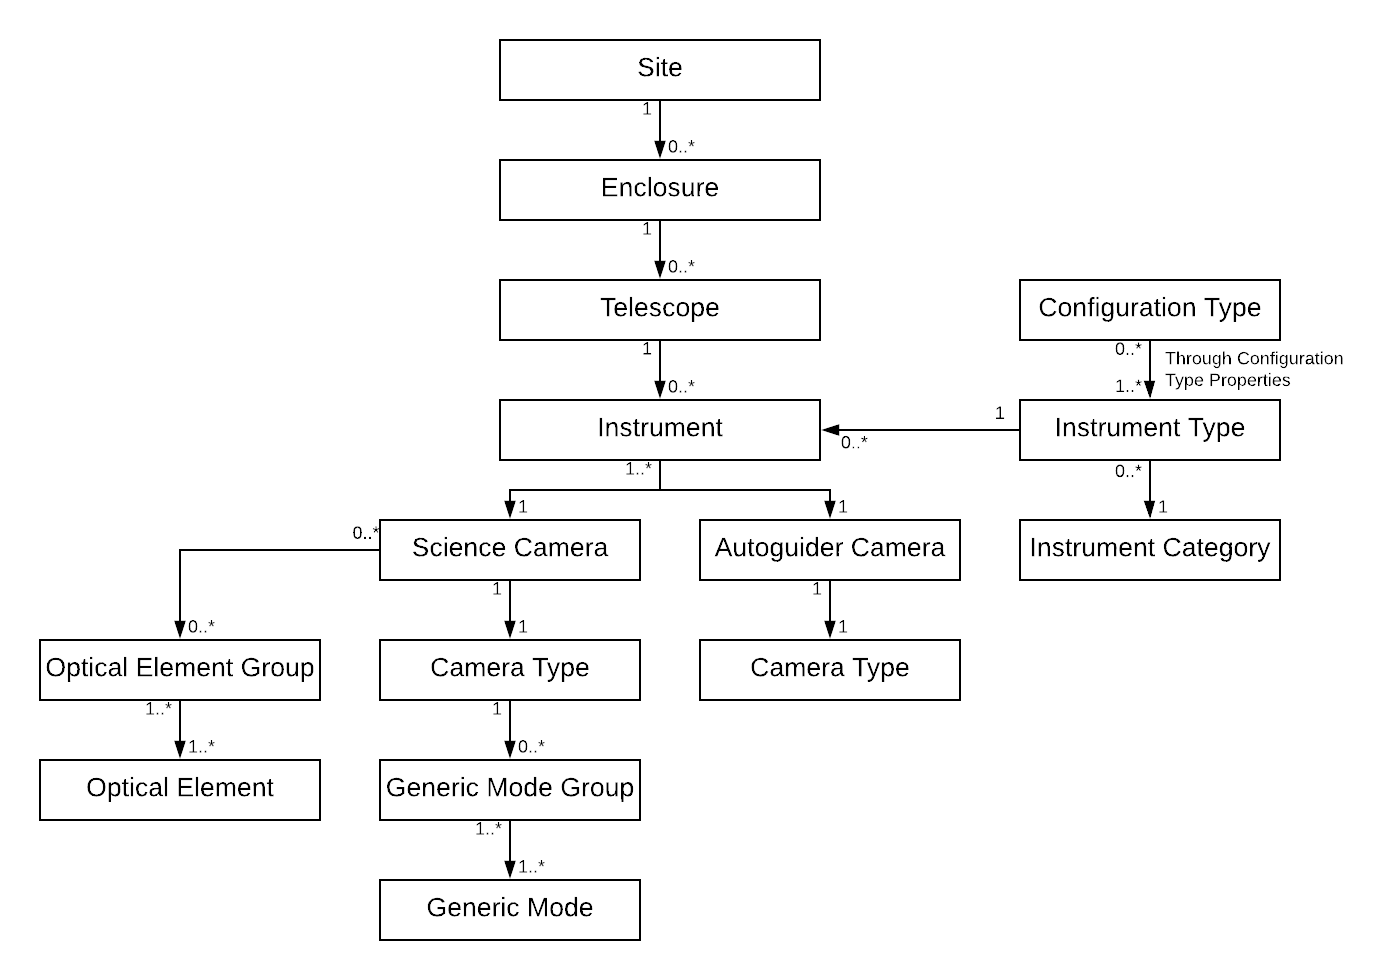 Site
1
0..*
Enclosure
1
0..*
Telescope
Configuration Type
1
0..*
0..*
Through Configuration
Type Properties
1..*
Instrument
1
0..*
Instrument Type
1..*
0..*
1
1
1
0..*
Science Camera
Autoguider Camera
Instrument Category
1
1
0..*
1
1
Optical Element Group
Camera Type
Camera Type
1..*
1
1..*
0..*
Optical Element
Generic Mode Group
1..*
1..*
Generic Mode